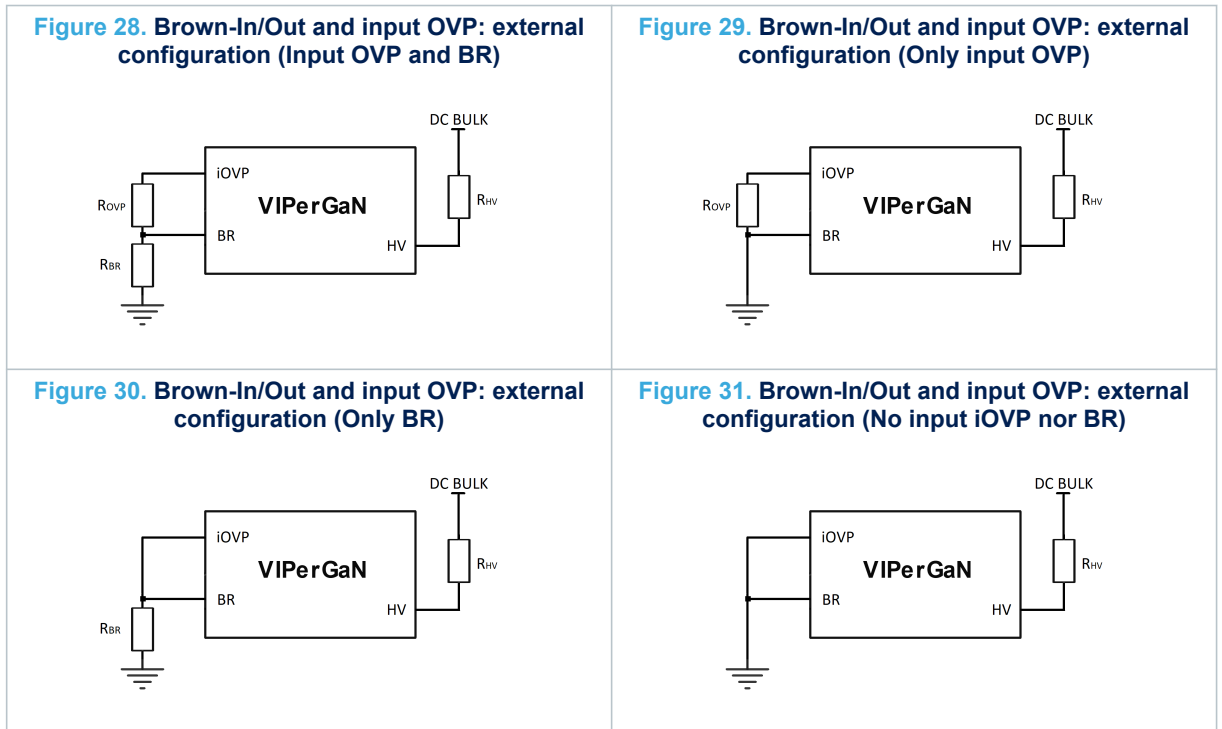 Figure 28. Brown-In/Out and input OVP: external
configuration (Input OVP and BR)
DC BULK
iOVP
ROVP
VIPerGaN
RHV
BR
HV
RBR
Figure 29. Brown-In/Out and input OVP: external
configuration (Only input OVP)
DC BULK
iOVP
ROVP
VIPerGaN
RHV
BR
HV
Figure 30. Brown-In/Out and input OVP: external
configuration (Only BR)
DC BULK
iOVP
VIPerGaN
RHV
BR
HV
RBR
Figure 31. Brown-In/Out and input OVP: external
configuration (No input iOVP nor BR)
DC BULK
iOVP
VIPerGaN
RHV
BR
HV